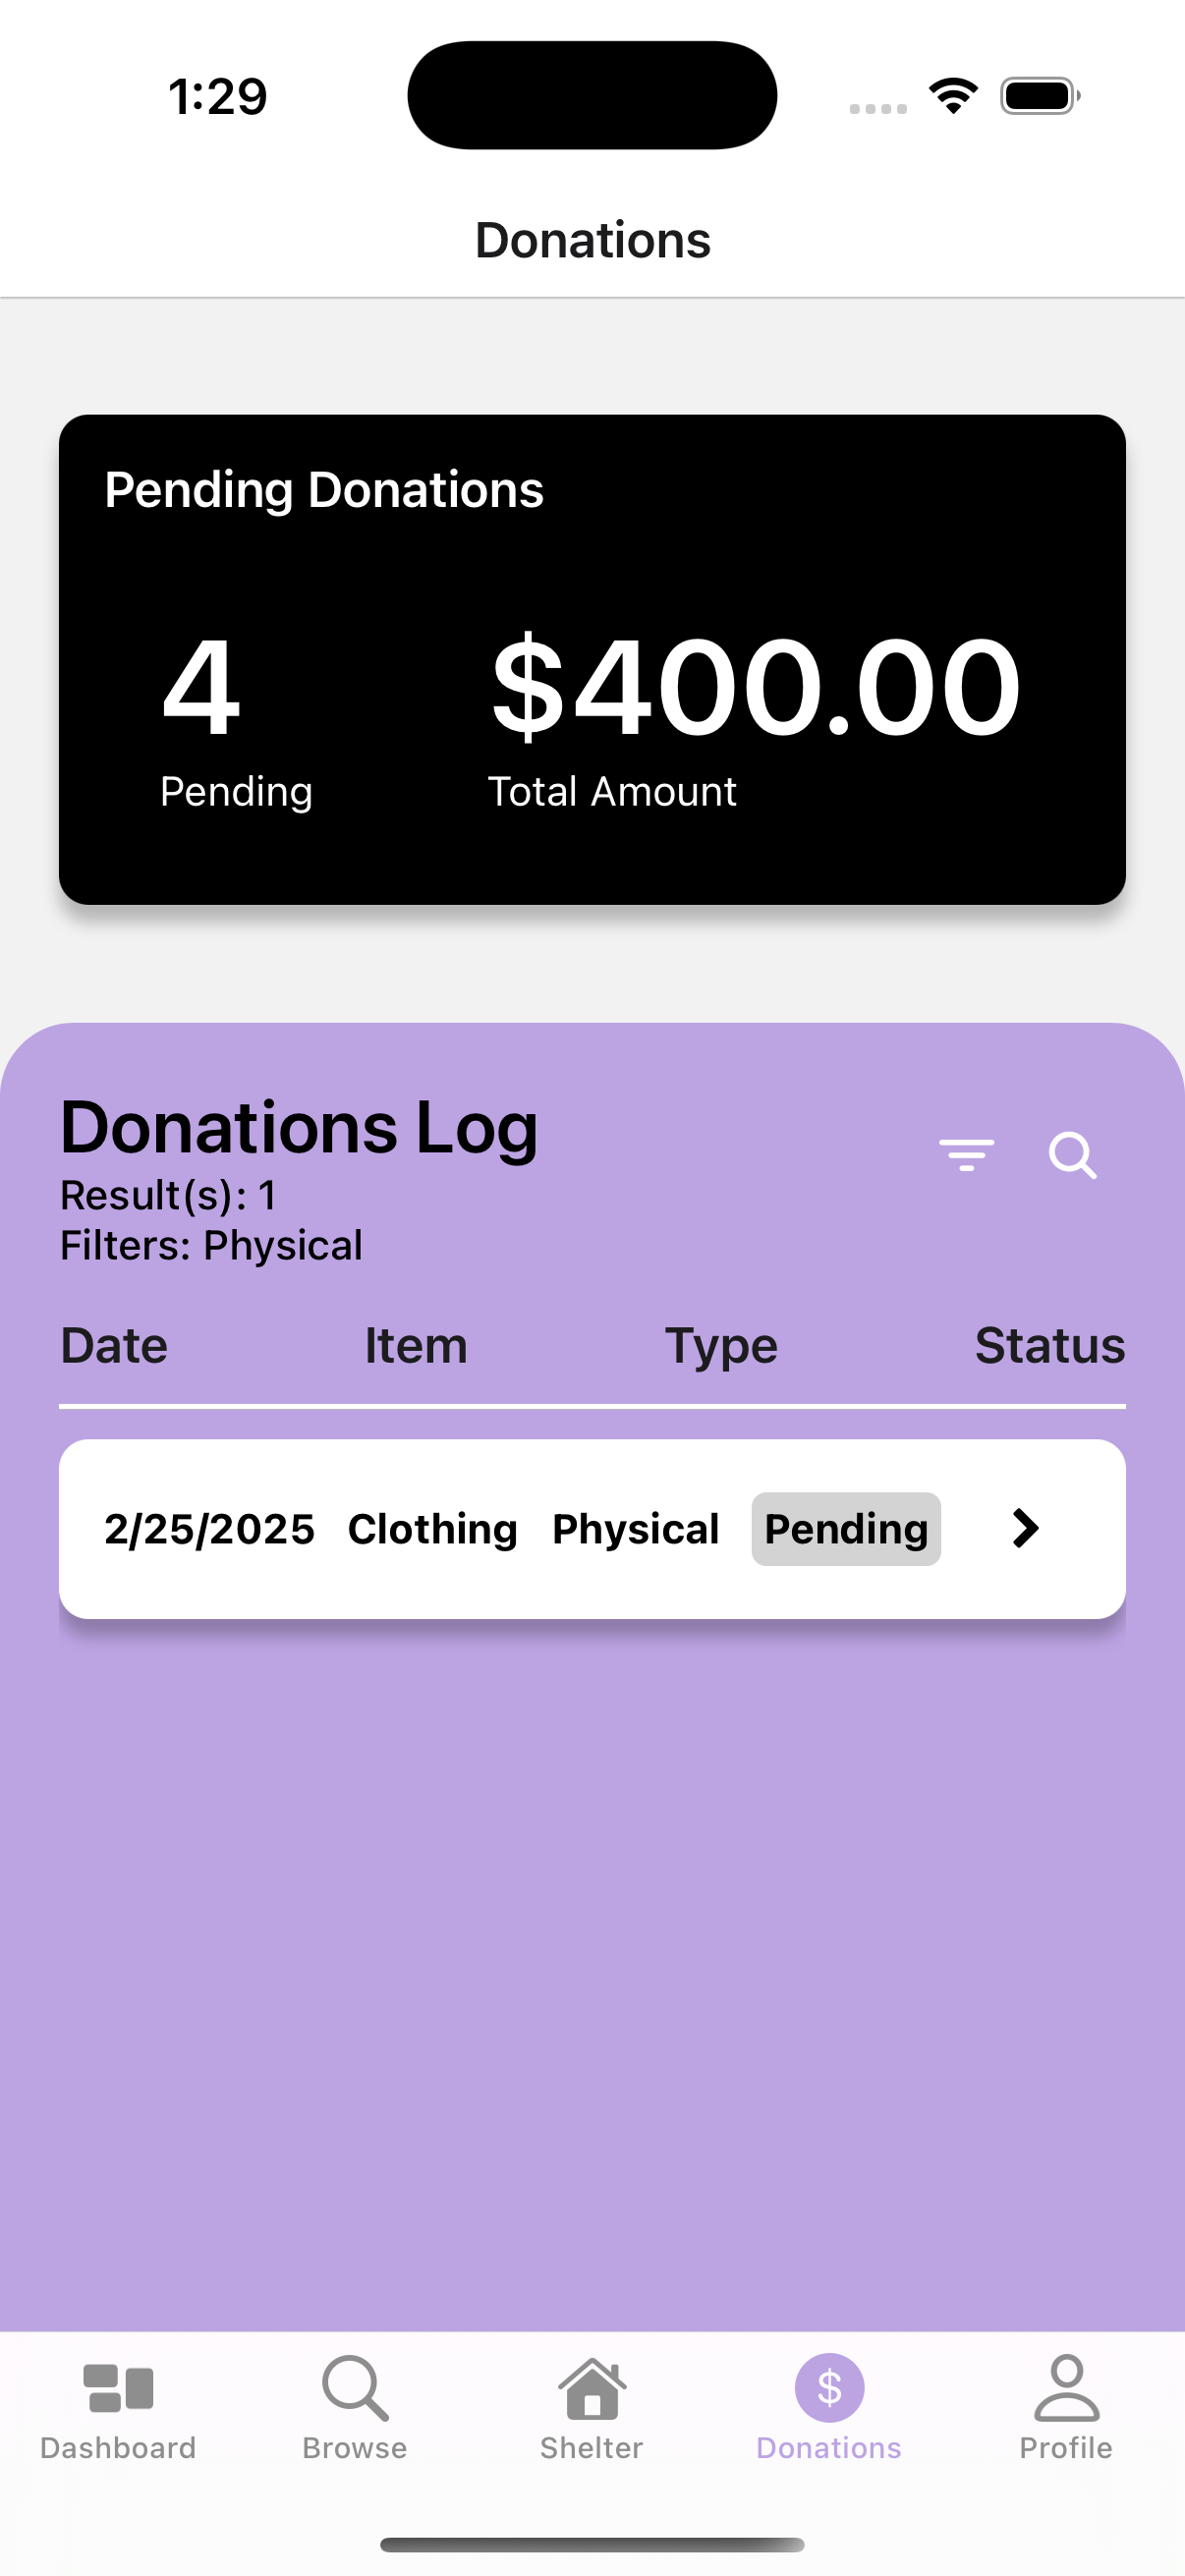 1:29
Donations
Pending Donations
4 $400.00
Pending Total Amount
Donations Log
Result(s): 1
Filters: Physical
Date Item Type Status
2/25/2025 Clothing Physical Pending
$
Dashboard Browse Shelter Donations Profile